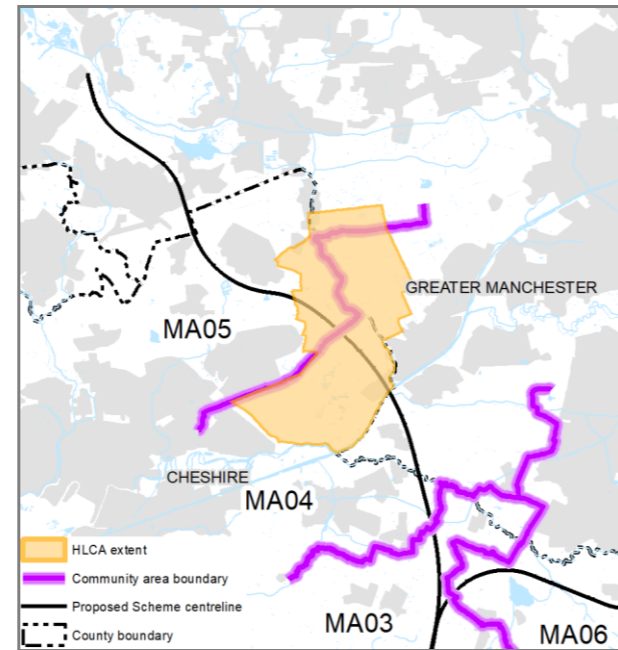 GREATER MANCHESTER
MA05
CHESHIRE
MA04
HLCA extent
Community area boundary
Proposed Scheme centreline
County boundary
MA03
MA06